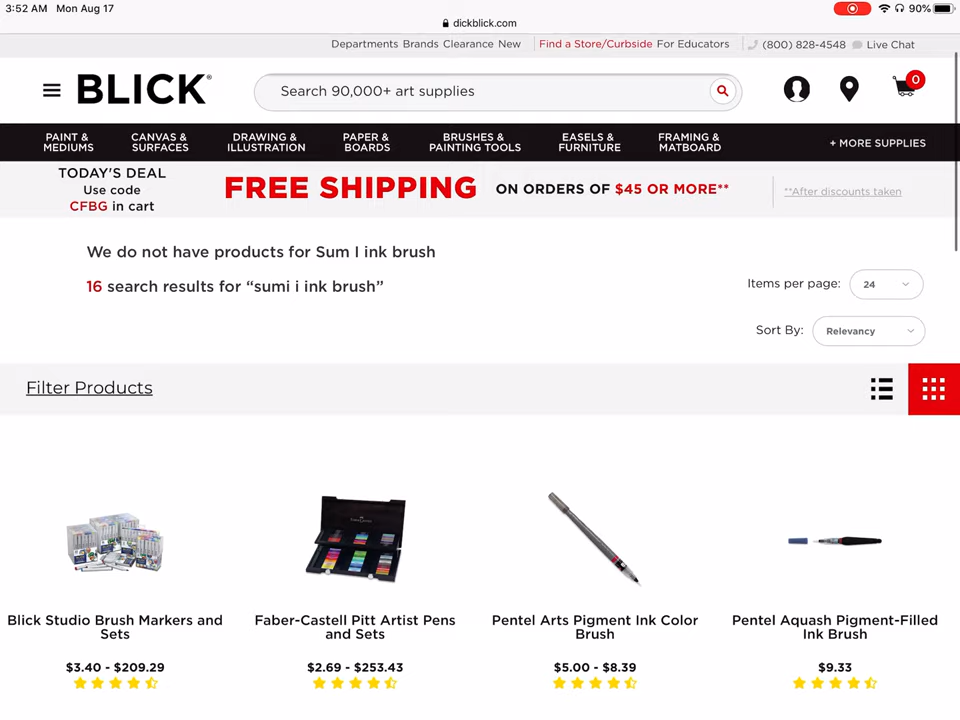 3:52 AM Mon Aug 17
90%
dickblick.com
Departments Brands Clearance New Find a Store/Curbside For Educators (800) 828-4548 Live Chat
BLICK®
Search 90,000+ art supplies
0
PAINT & MEDIUMS
CANVAS & SURFACES
DRAWING & ILLUSTRATION
PAPER & BOARDS
BRUSHES & PAINTING TOOLS
EASELS & FURNITURE
FRAMING & MATBOARD
+ MORE SUPPLIES
TODAY'S DEAL
Use code
CFBG in cart
FREE SHIPPING ON ORDERS OF $45 OR MORE**
**After discounts taken
We do not have products for Sum I ink brush
16 search results for “sumi i ink brush”
Items per page: 24
Sort By: Relevancy
Filter Products
Blick Studio Brush Markers and
Sets
$3.40 - $209.29
Faber-Castell Pitt Artist Pens
and Sets
$2.69 - $253.43
Pentel Arts Pigment Ink Color
Brush
$5.00 - $8.39
Pentel Aquash Pigment-Filled
Ink Brush
$9.33